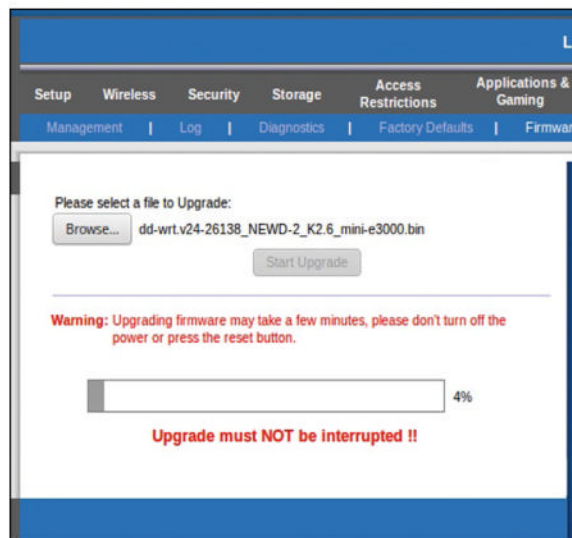 L
Setup Wireless Security Storage Access Restrictions Applications & Gaming
Management | Log | Diagnostics | Factory Defaults | Firmwar
Please select a file to Upgrade:
Browse... dd-wrt.v24-26138_NEWD-2_K2.6_mini-e3000.bin
Start Upgrade
Warning: Upgrading firmware may take a few minutes, please don't turn off the
power or press the reset button.
4%
Upgrade must NOT be interrupted !!